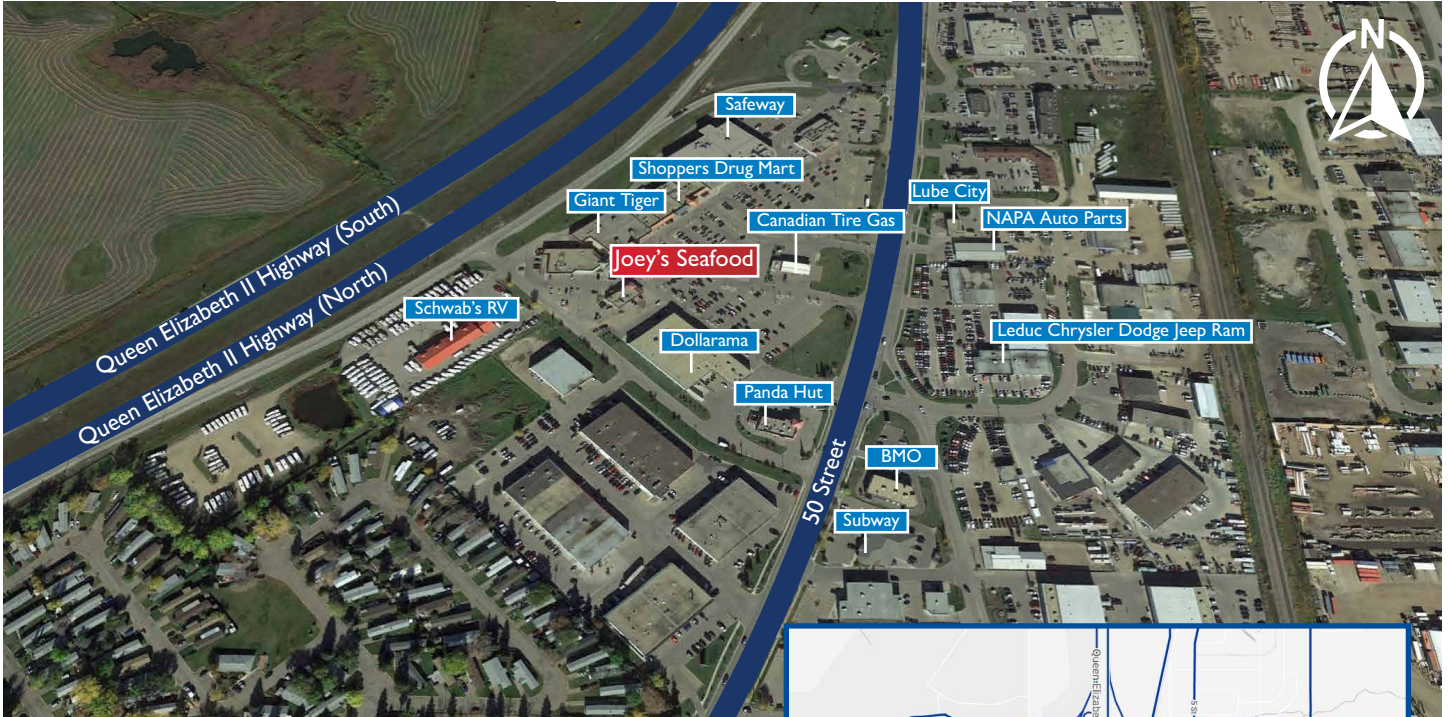 N
Safeway
Shoppers Drug Mart
Giant Tiger
Lube City
NAPA Auto Parts
Canadian Tire Gas
Joey's Seafood
Queen Elizabeth II Highway (South)
Queen Elizabeth II Highway (North)
Schwab's RV
Leduc Chrysler Dodge Jeep Ram
Dollarama
Panda Hut
50 Street
BMO
Subway